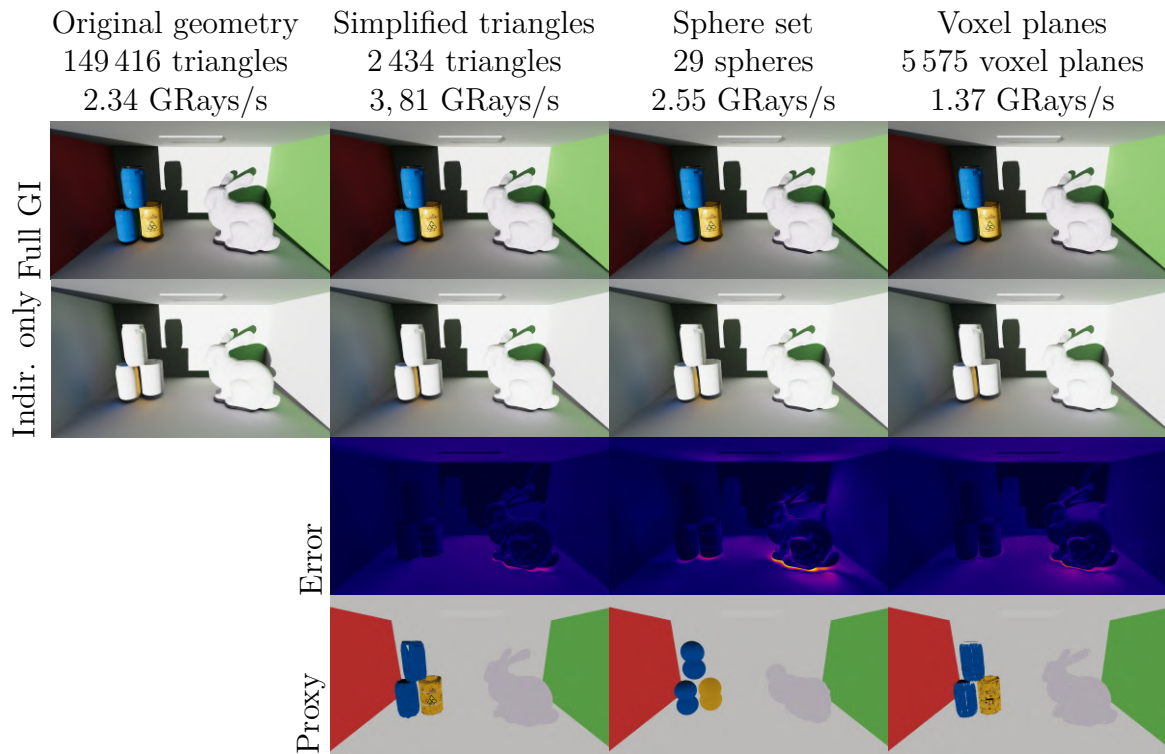 Original geometry
149 416 triangles
2.34 GRays/s
Simplified triangles
2 434 triangles
3, 81 GRays/s
Sphere set
29 spheres
2.55 GRays/s
Voxel planes
5 575 voxel planes
1.37 GRays/s
Full GI
Indir. only
Error
Proxy